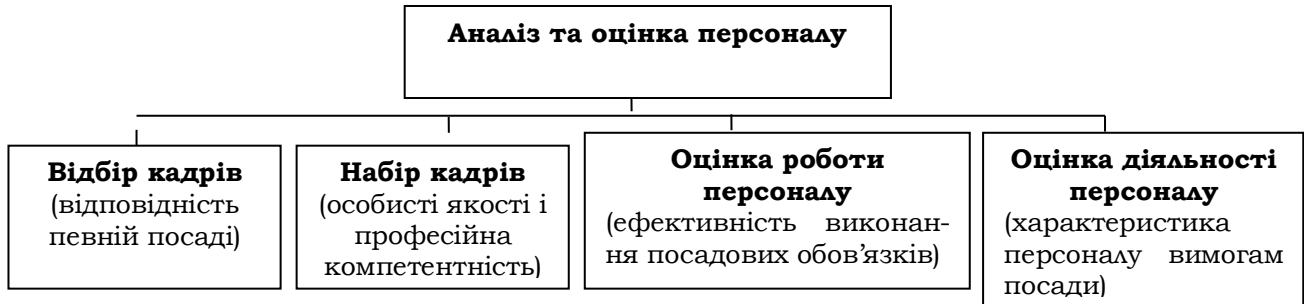 Аналіз та оцінка персоналу
Відбір кадрів
(відповідність
певній посаді)
Набір кадрів
(особисті якості і
професійна
компетентність)
Оцінка роботи
персоналу
(ефективність виконан-
ня посадових обов’язків)
Оцінка діяльності
персоналу
(характеристика
персоналу вимогам
посади)